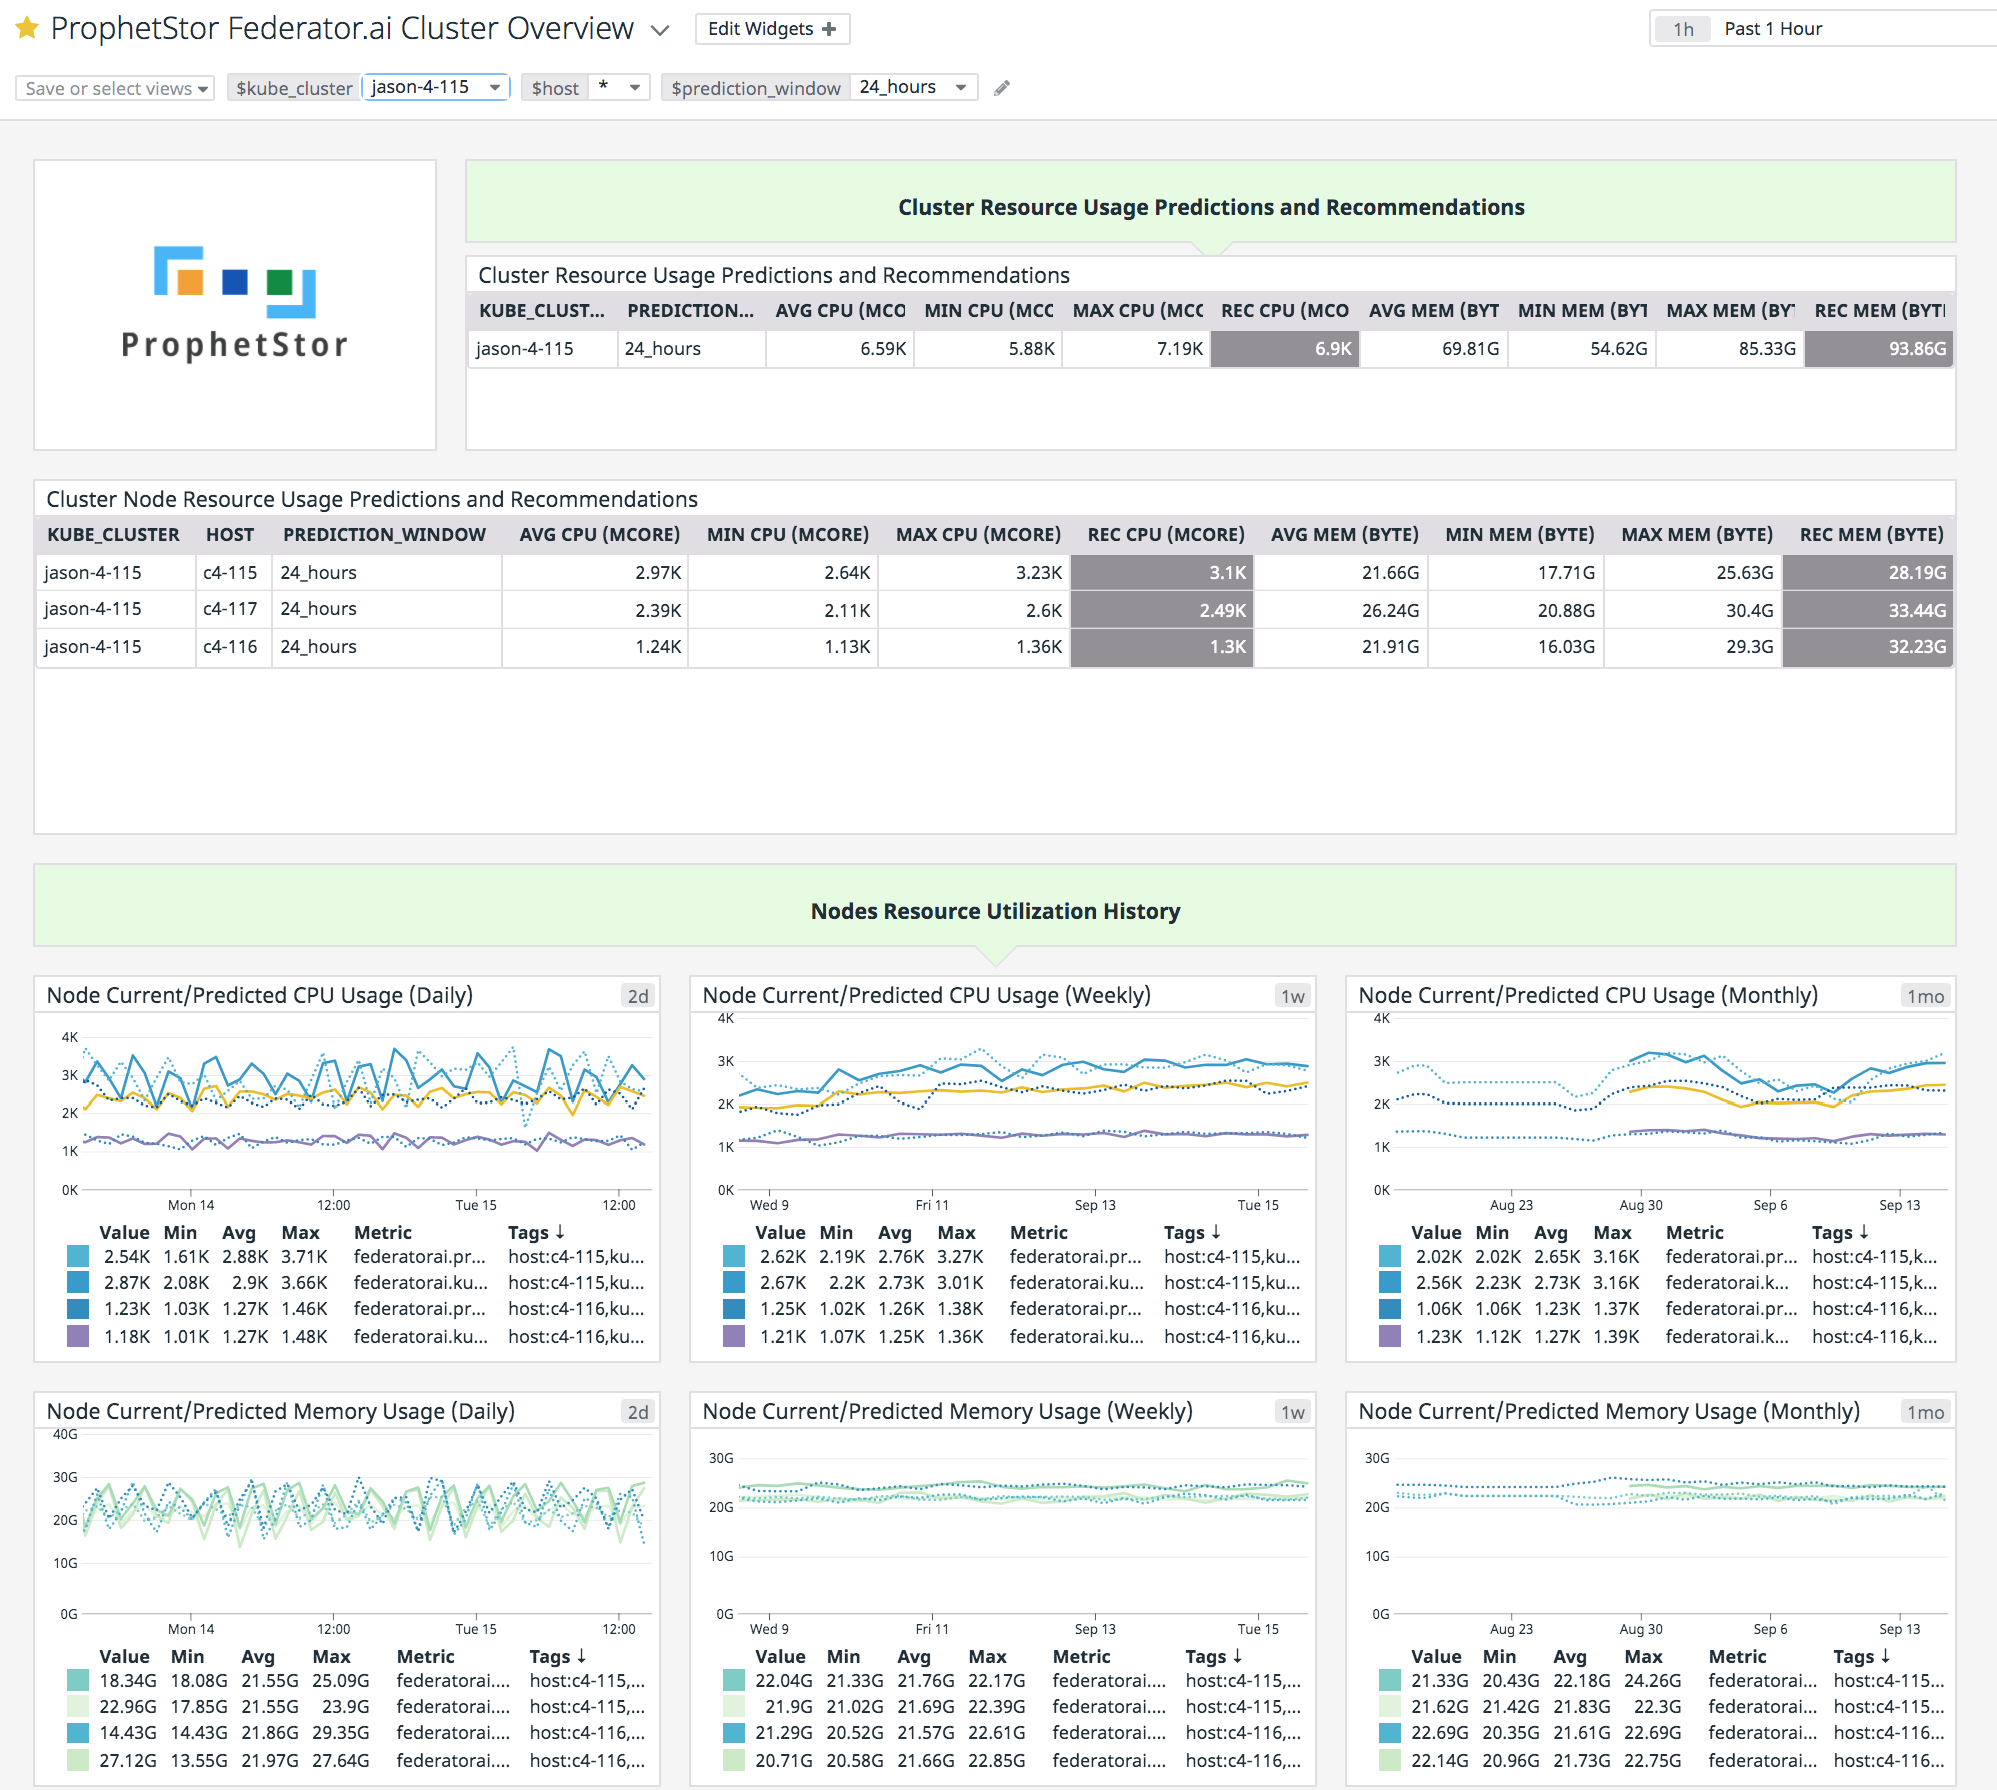 ProphetStor Federator.ai Cluster Overview Edit Widgets + 1h Past 1 Hour
Save or select views $kube_cluster jason-4-115 $host * $prediction_window 24_hours
ProphetStor
Cluster Resource Usage Predictions and Recommendations
Cluster Resource Usage Predictions and Recommendations
KUBE_CLUST... PREDICTION... AVG CPU (MCO MIN CPU (MCC MAX CPU (MCC REC CPU (MCO AVG MEM (BYT MIN MEM (BYT MAX MEM (BYT REC MEM (BYTI
jason-4-115 24_hours 6.59K 5.88K 7.19K 6.9K 69.81G 54.62G 85.33G 93.86G
Cluster Node Resource Usage Predictions and Recommendations
KUBE_CLUSTER HOST PREDICTION_WINDOW AVG CPU (MCORE) MIN CPU (MCORE) MAX CPU (MCORE) REC CPU (MCORE) AVG MEM (BYTE) MIN MEM (BYTE) MAX MEM (BYTE) REC MEM (BYTE)
jason-4-115 c4-115 24_hours 2.97K 2.64K 3.23K 3.1K 21.66G 17.71G 25.63G 28.19G
jason-4-115 c4-117 24_hours 2.39K 2.11K 2.6K 2.49K 26.24G 20.88G 30.4G 33.44G
jason-4-115 c4-116 24_hours 1.24K 1.13K 1.36K 1.3K 21.91G 16.03G 29.3G 32.23G
Nodes Resource Utilization History
Node Current/Predicted CPU Usage (Daily) 2d
4K
3K
2K
1K
0K
Mon 14 12:00 Tue 15 12:00
Value Min Avg Max Metric Tags ↓
2.54K 1.61K 2.88K 3.71K federatorai.pr... host:c4-115,ku...
2.87K 2.08K 2.9K 3.66K federatorai.ku... host:c4-115,ku...
1.23K 1.03K 1.27K 1.46K federatorai.pr... host:c4-116,ku...
1.18K 1.01K 1.27K 1.48K federatorai.ku... host:c4-116,ku...
Node Current/Predicted CPU Usage (Weekly) 1w
4K
3K
2K
1K
0K
Wed 9 Fri 11 Sep 13 Tue 15
Value Min Avg Max Metric Tags ↓
2.62K 2.19K 2.76K 3.27K federatorai.pr... host:c4-115,ku...
2.67K 2.2K 2.73K 3.01K federatorai.ku... host:c4-115,ku...
1.25K 1.02K 1.26K 1.38K federatorai.pr... host:c4-116,ku...
1.21K 1.07K 1.25K 1.36K federatorai.ku... host:c4-116,ku...
Node Current/Predicted CPU Usage (Monthly) 1mo
4K
3K
2K
1K
0K
Aug 23 Aug 30 Sep 6 Sep 13
Value Min Avg Max Metric Tags ↓
2.02K 2.02K 2.65K 3.16K federatorai.pr... host:c4-115,k...
2.56K 2.23K 2.73K 3.16K federatorai.k... host:c4-115,k...
1.06K 1.06K 1.23K 1.37K federatorai.pr... host:c4-116,k...
1.23K 1.12K 1.27K 1.39K federatorai.k... host:c4-116,k...
Node Current/Predicted Memory Usage (Daily) 2d
40G
30G
20G
10G
0G
Mon 14 12:00 Tue 15 12:00
Value Min Avg Max Metric Tags ↓
18.34G 18.08G 21.55G 25.09G federatorai.... host:c4-115,...
22.96G 17.85G 21.55G 23.9G federatorai.... host:c4-115,...
14.43G 14.43G 21.86G 29.35G federatorai.... host:c4-116,...
27.12G 13.55G 21.97G 27.64G federatorai.... host:c4-116,...
Node Current/Predicted Memory Usage (Weekly) 1w
30G
20G
10G
0G
Wed 9 Fri 11 Sep 13 Tue 15
Value Min Avg Max Metric Tags ↓
22.04G 21.33G 21.76G 22.17G federatorai.... host:c4-115,...
21.9G 21.02G 21.69G 22.39G federatorai.... host:c4-115,...
21.29G 20.52G 21.57G 22.61G federatorai.... host:c4-116,...
20.71G 20.58G 21.66G 22.85G federatorai.... host:c4-116,...
Node Current/Predicted Memory Usage (Monthly) 1mo
30G
20G
10G
0G
Aug 23 Aug 30 Sep 6 Sep 13
Value Min Avg Max Metric Tags ↓
21.33G 20.43G 22.18G 24.26G federatorai... host:c4-115...
21.62G 21.42G 21.83G 22.3G federatorai... host:c4-115...
22.69G 20.35G 21.61G 22.69G federatorai... host:c4-116...
22.14G 20.96G 21.73G 22.75G federatorai... host:c4-116...